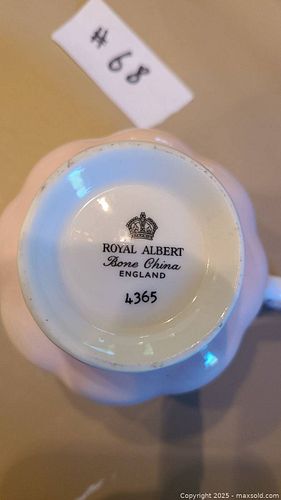 # 68
ROYAL ALBERT
Bone China
ENGLAND
4365
Copyright 2025 - maxsold.com